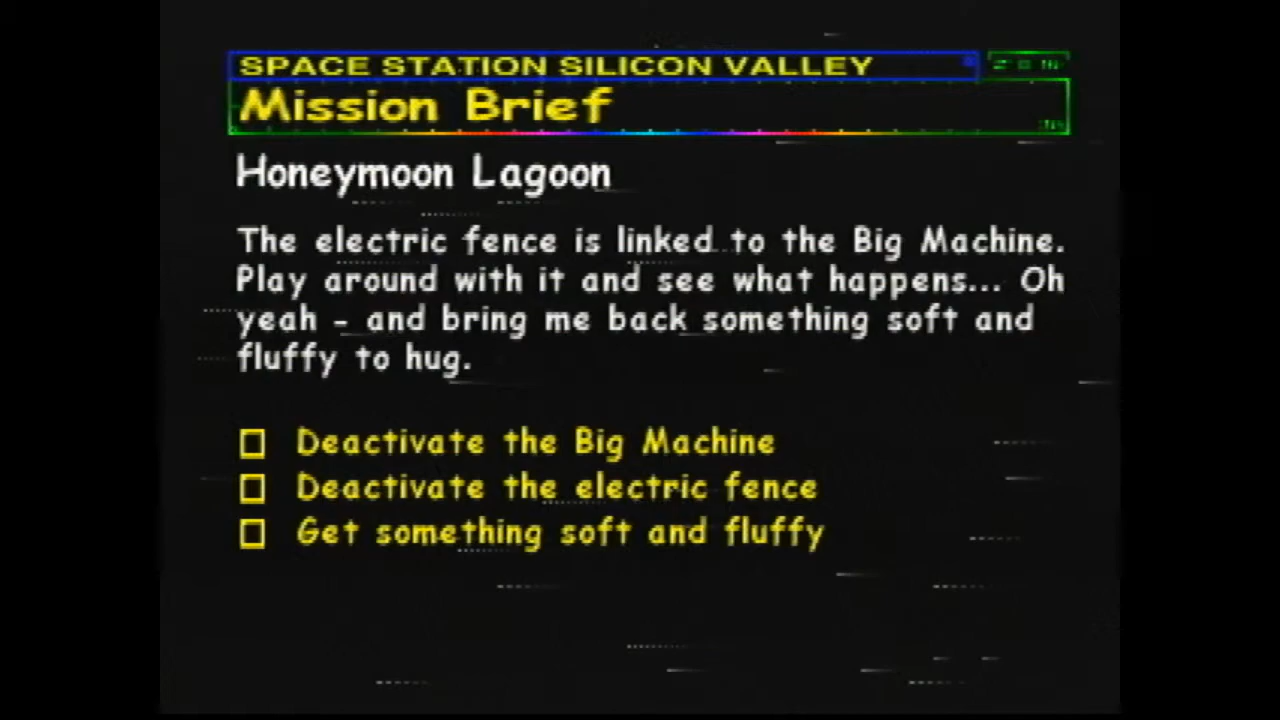 SPACE STATION SILICON VALLEY
Mission Brief
Honeymoon Lagoon
The electric fence is linked to the Big Machine.
Play around with it and see what happens... Oh
yeah - and bring me back something soft and
fluffy to hug.
Deactivate the Big Machine
Deactivate the electric fence
Get something soft and fluffy